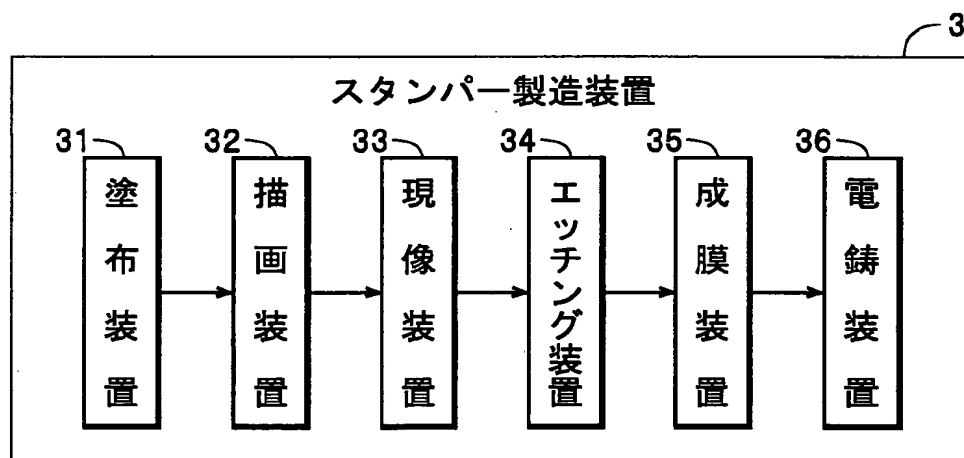 3
スタンパー製造装置
31
塗布装置
32
描画装置
33
現像装置
34
エッチング装置
35
成膜装置
36
電鋳装置